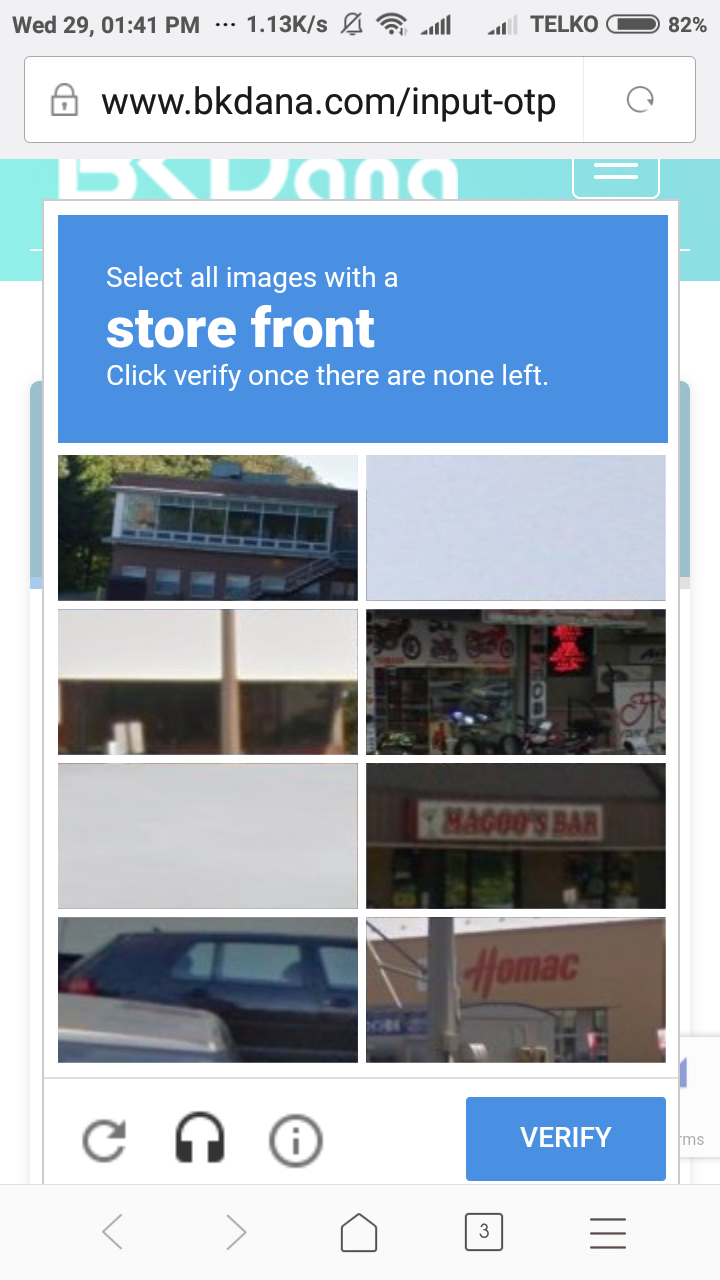 Wed 29, 01:41 PM ... 1.13K/s TELKO 82%
www.bkdana.com/input-otp
BKDana
Select all images with a
store front
Click verify once there are none left.
MAGOO'S BAR
Homac
VERIFY
rms
3